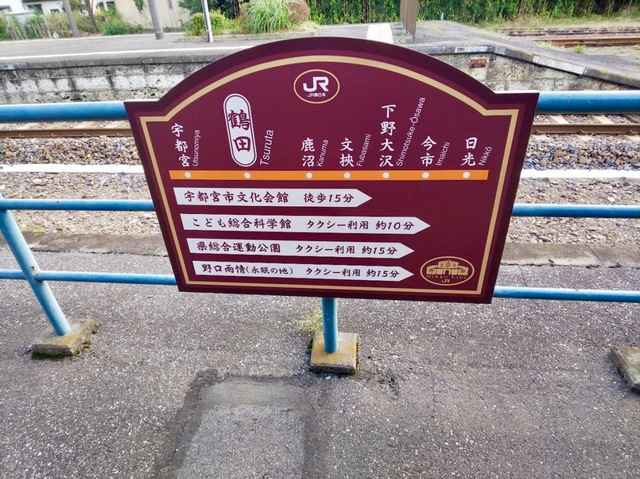 JR
JR東日本
宇都宮 Utsunomiya
鶴田 Tsuruta
鹿沼 Kanuma
文挾 Fubasami
下野大沢 Shimotsuke-Ōsawa
今市 Imaichi
日光 Nikkō
宇都宮市文化会館 徒歩15分
こども総合科学館 タクシー利用 約10分
県総合運動公園 タクシー利用 約15分
野口雨情(永眠の地) タクシー利用 約15分
JR